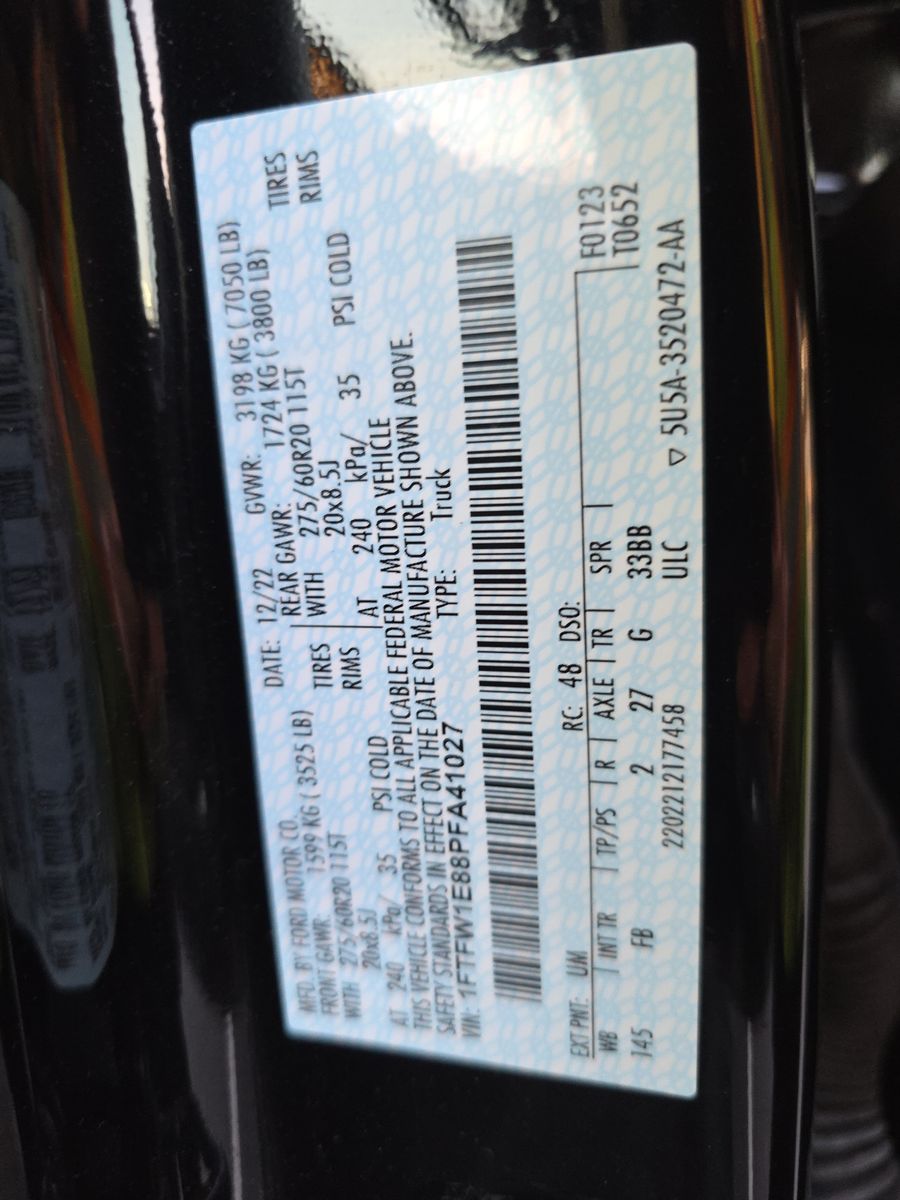 MFD. BY FORD MOTOR CO. DATE: 12/22 GVWR: 3198 KG ( 7050 LB)
FRONT GAWR: 1599 KG ( 3525 LB) REAR GAWR: 1724 KG ( 3800 LB)
WITH 275/60R20 115T TIRES WITH 275/60R20 115T TIRES
20x8.5J RIMS 20x8.5J RIMS
AT 240 kPa/ 35 PSI COLD AT 240 kPa/ 35 PSI COLD
THIS VEHICLE CONFORMS TO ALL APPLICABLE FEDERAL MOTOR VEHICLE
SAFETY STANDARDS IN EFFECT ON THE DATE OF MANUFACTURE SHOWN ABOVE.
VIN: 1FTFW1E88PFA41027 TYPE: Truck
F0123
T0652
EXT PNT: UM RC: 48 DSO:
WB | INT TR | TP/PS | R | AXLE | TR | SPR |
145 FB 2 27 G 33BB
2202212177458 ULC ▽ 5U5A-3520472-AA